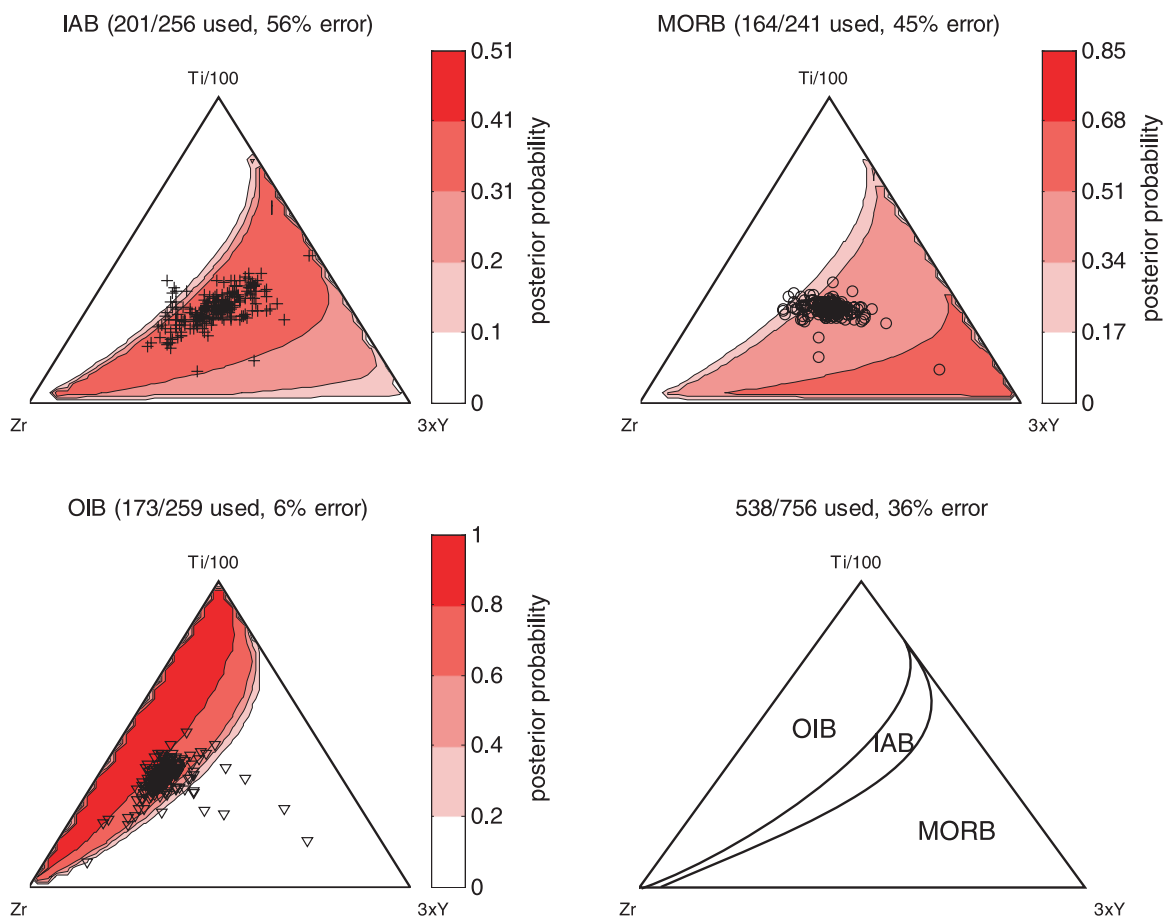 IAB (201/256 used, 56% error)
Ti/100
Zr
3xY
0.51
0.41
0.31
0.2
0.1
0
posterior probability
MORB (164/241 used, 45% error)
Ti/100
Zr
3xY
0.85
0.68
0.51
0.34
0.17
0
posterior probability
OIB (173/259 used, 6% error)
Ti/100
Zr
3xY
1
0.8
0.6
0.4
0.2
0
posterior probability
538/756 used, 36% error
Ti/100
OIB
IAB
MORB
Zr
3xY